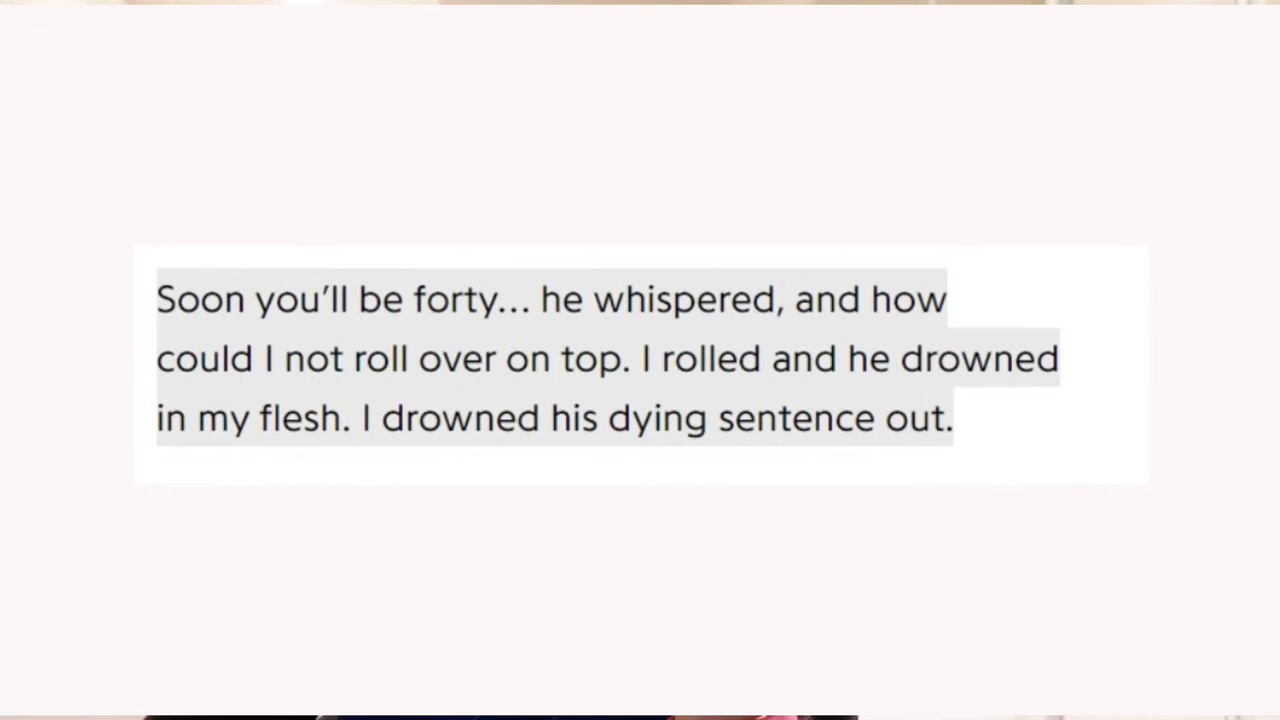 Soon you’ll be forty... he whispered, and how
could I not roll over on top. I rolled and he drowned
in my flesh. I drowned his dying sentence out.